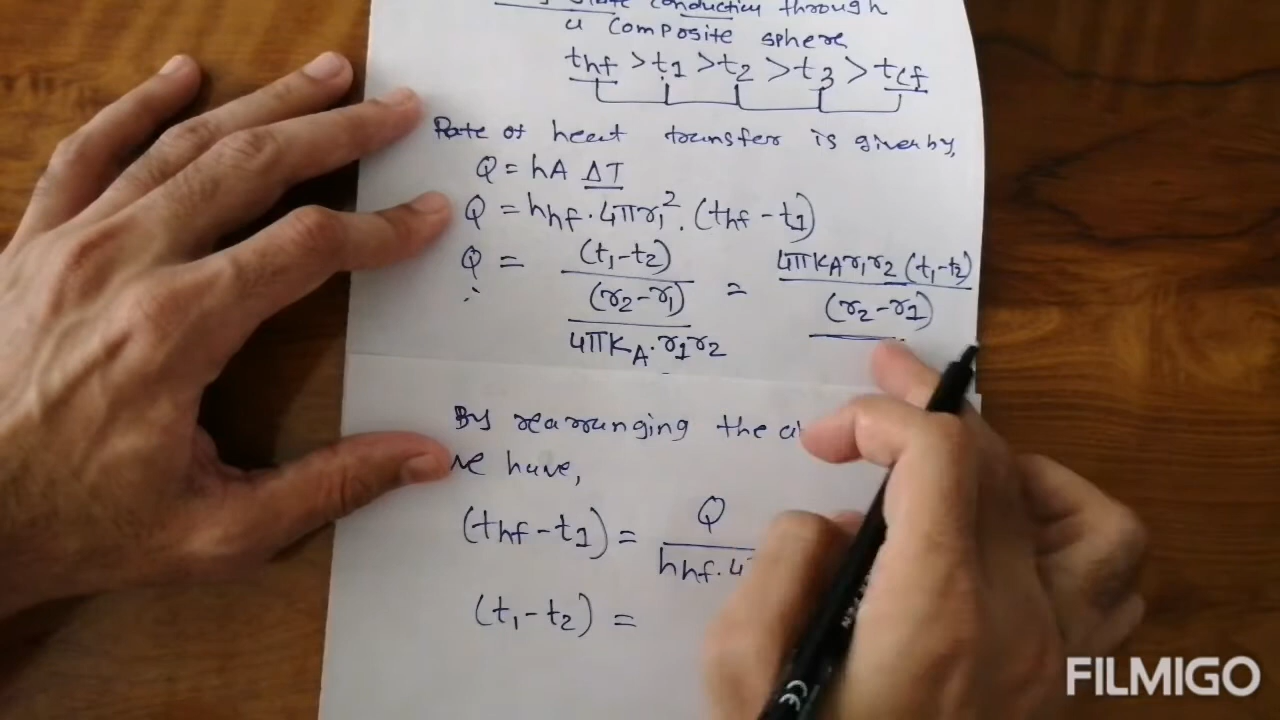 conduction through
a composite sphere
thf > t1 > t2 > t3 > tcf
Rate of heat transfer is given by,
Q = hA ΔT
Q = hhf · 4πr1² · (thf - t1)
∴ Q = (t1 - t2) / ((r2 - r1) / 4πKA · r1r2) = 4πKA r1r2 (t1 - t2) / (r2 - r1)
By rearranging the
we have,
(thf - t1) = Q / hhf · 4
(t1 - t2) =
FILMIGO